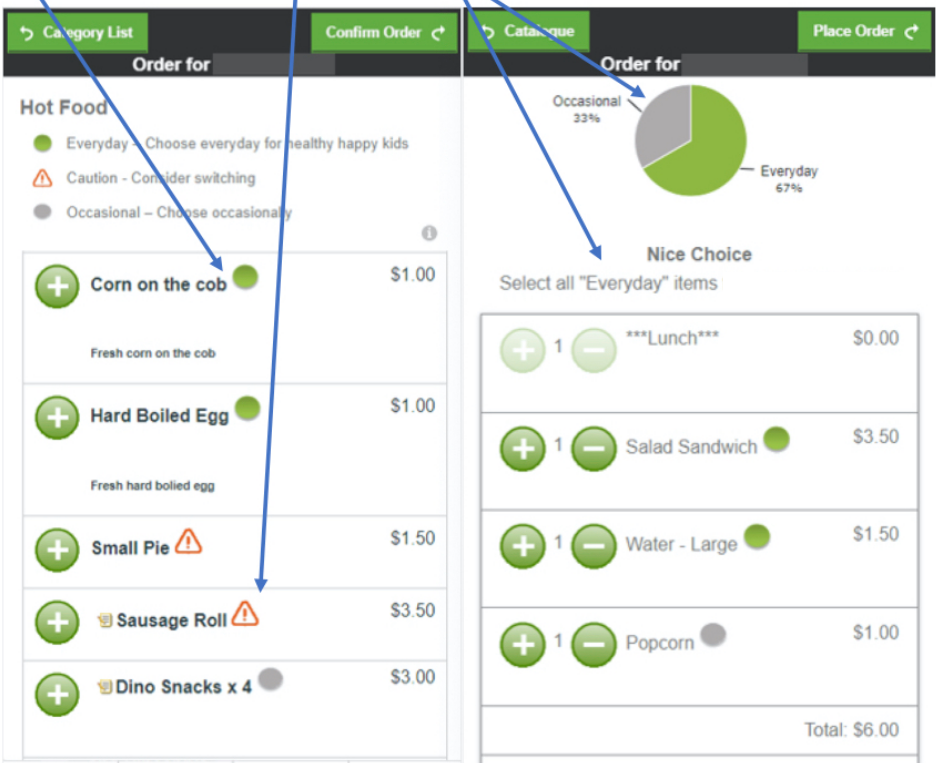 Category List
Confirm Order
Order for
Hot Food
Everyday - Choose everyday for healthy happy kids
Caution - Consider switching
Occasional – Choose occasionally
Corn on the cob $1.00
Fresh corn on the cob
Hard Boiled Egg $1.00
Fresh hard bolied egg
Small Pie $1.50
Sausage Roll $3.50
Dino Snacks x 4 $3.00
Catalogue
Place Order
Order for
Occasional
33%
Everyday
67%
Nice Choice
Select all "Everyday" items
1 ***Lunch*** $0.00
1 Salad Sandwich $3.50
1 Water - Large $1.50
1 Popcorn $1.00
Total: $6.00